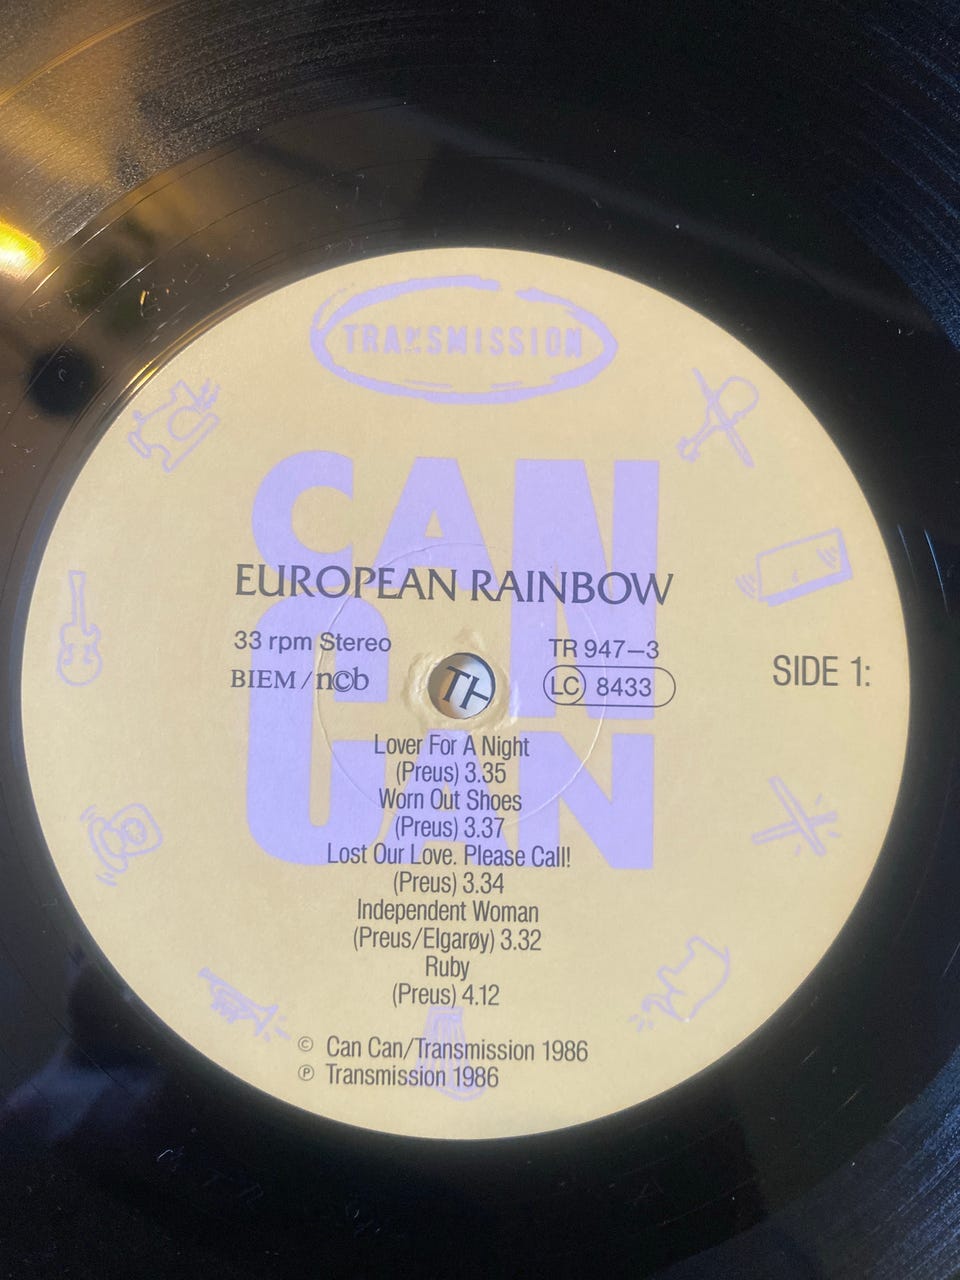 TRANSMISSION
CAN
CAN
EUROPEAN RAINBOW
33 rpm Stereo
TR 947-3
BIEM/n©b
LC 8433
SIDE 1:
TH
Lover For A Night
(Preus) 3.35
Worn Out Shoes
(Preus) 3.37
Lost Our Love. Please Call!
(Preus) 3.34
Independent Woman
(Preus/Elgarøy) 3.32
Ruby
(Preus) 4.12
© Can Can/Transmission 1986
℗ Transmission 1986